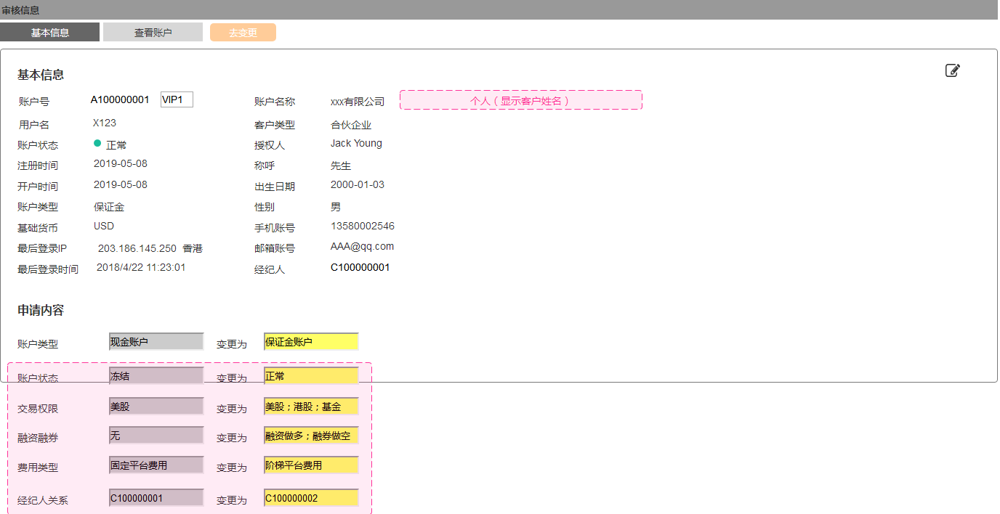 审核信息
基本信息 查看账户 去变更
基本信息
账户号 A100000001 VIP1 账户名称 xxx有限公司 个人（显示客户姓名）
用户名 X123 客户类型 合伙企业
账户状态 正常 授权人 Jack Young
注册时间 2019-05-08 称呼 先生
开户时间 2019-05-08 出生日期 2000-01-03
账户类型 保证金 性别 男
基础货币 USD 手机账号 13580002546
最后登录IP 203.186.145.250 香港 邮箱账号 AAA@qq.com
最后登录时间 2018/4/22 11:23:01 经纪人 C100000001
申请内容
账户类型 现金账户 变更为 保证金账户
账户状态 冻结 变更为 正常
交易权限 美股 变更为 美股；港股；基金
融资融券 无 变更为 融资做多；融券做空
费用类型 固定平台费用 变更为 阶梯平台费用
经纪人关系 C100000001 变更为 C100000002